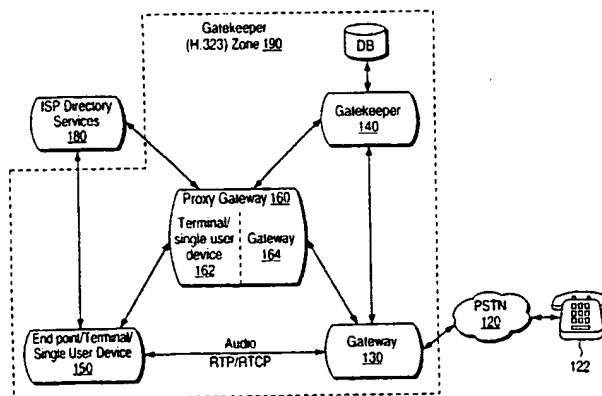 Gatekeeper
(H.323) Zone 190
DB
ISP Directory
Services
180
Gatekeeper
140
Proxy Gateway 160
Terminal/
single user
device
162
Gateway
164
End point/Terminal/
Single User Device
150
Audio
RTP/RTCP
Gateway
130
PSTN
120
122